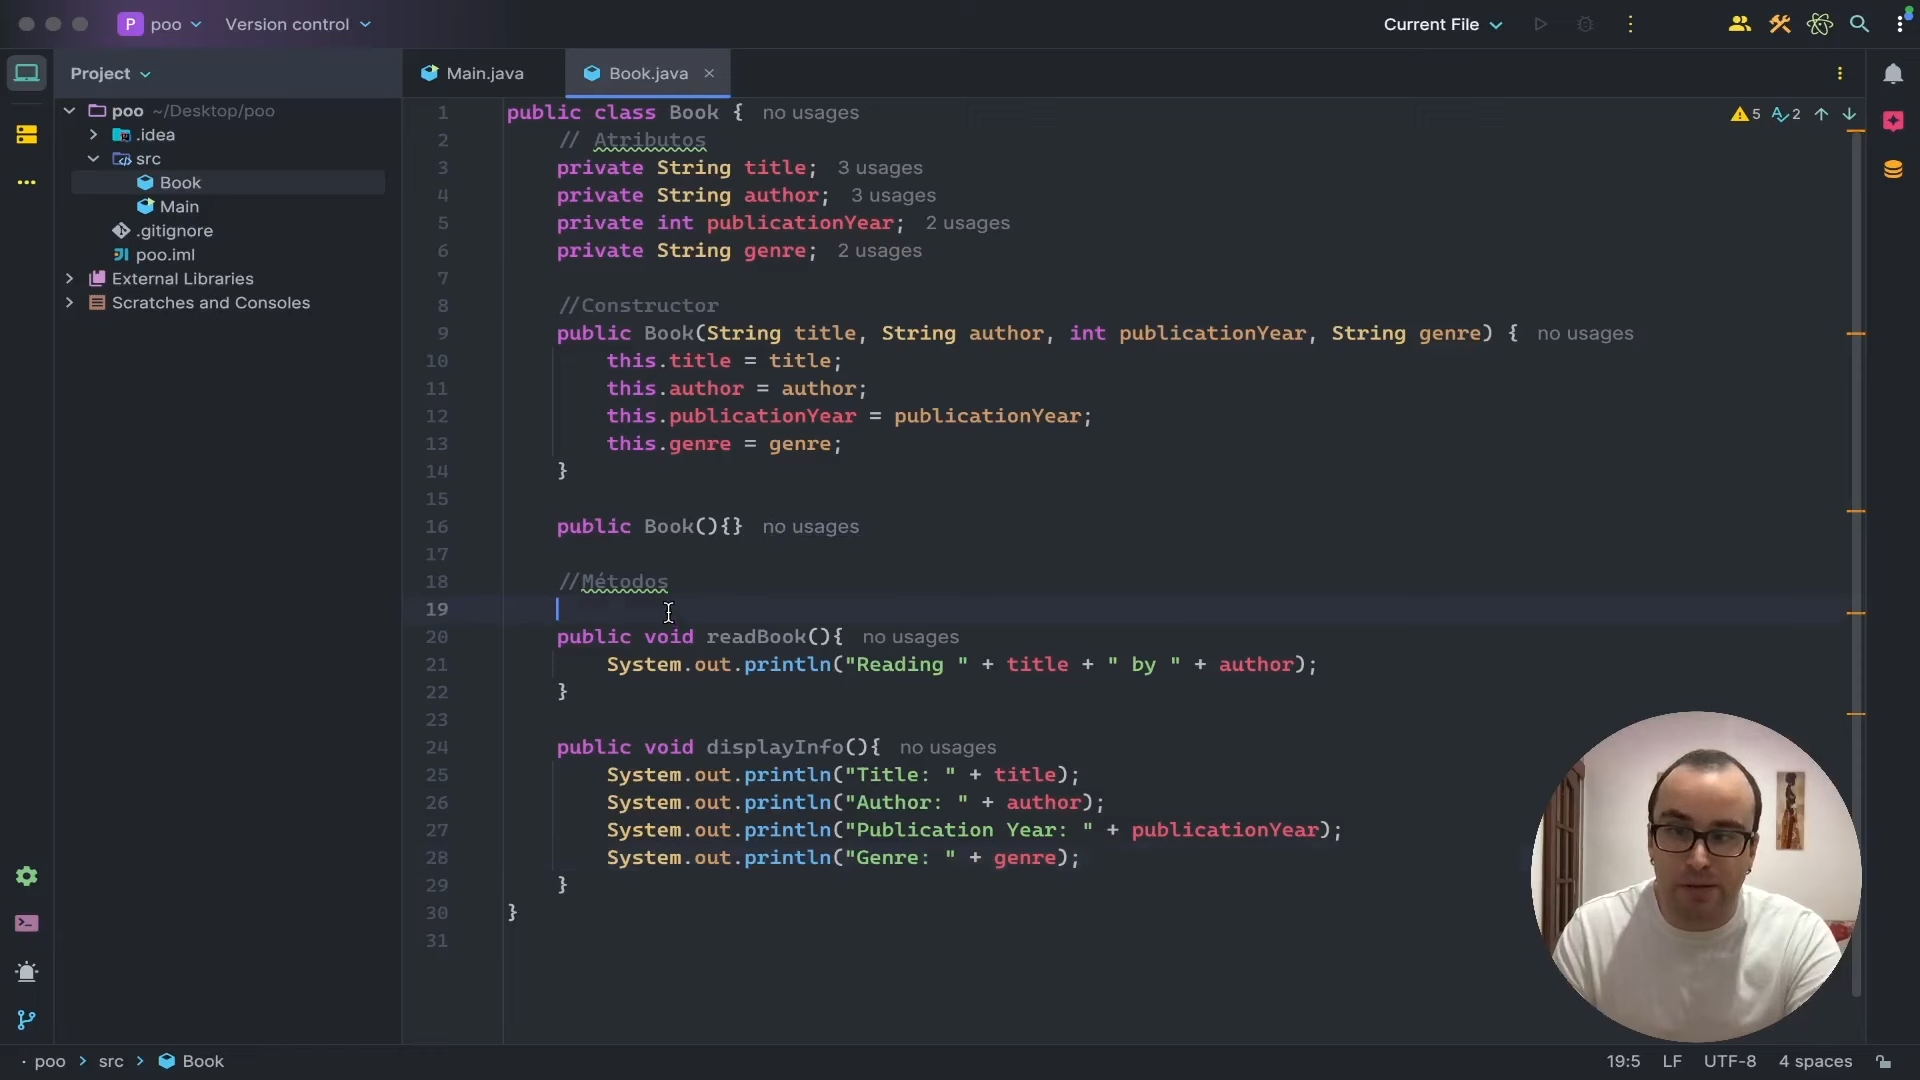 P poo Version control Current File
Project Main.java Book.java
poo ~/Desktop/poo
.idea
src
Book
Main
.gitignore
poo.iml
External Libraries
Scratches and Consoles
5 2
1 public class Book { no usages
2 // Atributos
3 private String title; 3 usages
4 private String author; 3 usages
5 private int publicationYear; 2 usages
6 private String genre; 2 usages
7
8 //Constructor
9 public Book(String title, String author, int publicationYear, String genre) { no usages
10 this.title = title;
11 this.author = author;
12 this.publicationYear = publicationYear;
13 this.genre = genre;
14 }
15
16 public Book(){} no usages
17
18 //Métodos
19
20 public void readBook(){ no usages
21 System.out.println("Reading " + title + " by " + author);
22 }
23
24 public void displayInfo(){ no usages
25 System.out.println("Title: " + title);
26 System.out.println("Author: " + author);
27 System.out.println("Publication Year: " + publicationYear);
28 System.out.println("Genre: " + genre);
29 }
30 }
31
poo > src > Book 19:5 LF UTF-8 4 spaces